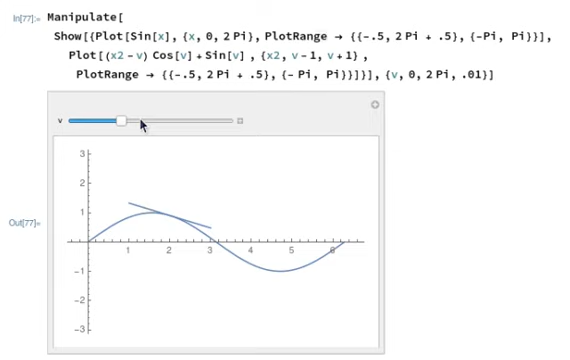 In[77]:= Manipulate[
Show[{Plot[Sin[x], {x, 0, 2 Pi}, PlotRange → {{-.5, 2 Pi + .5}, {-Pi, Pi}}],
Plot[(x2 - v) Cos[v] + Sin[v] , {x2, v - 1, v + 1} ,
PlotRange → {{-.5, 2 Pi + .5}, {- Pi, Pi}}]}], {v, 0, 2 Pi, .01}]
v
Out[77]=
3
2
1
1 2 3 4 5 6
-1
-2
-3